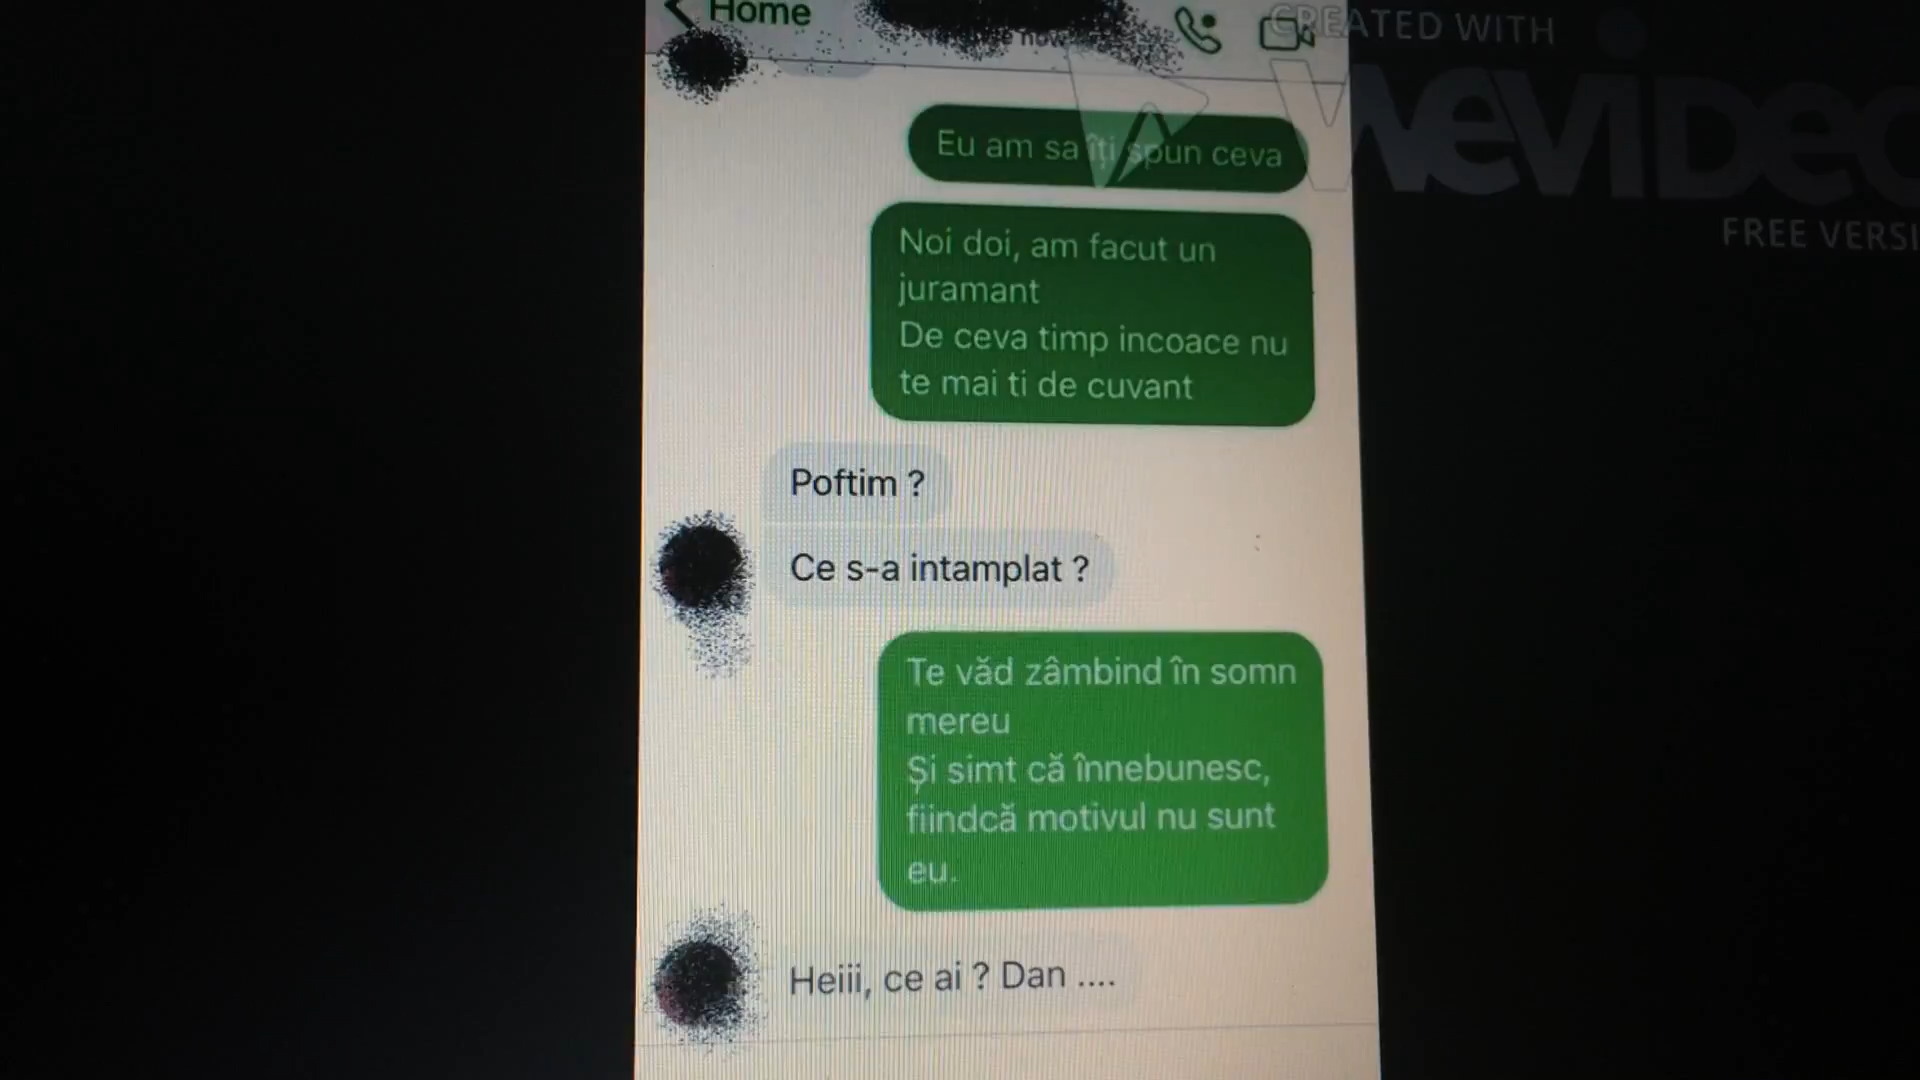 Home
CREATED WITH
WeVideo
FREE VERSI
Eu am sa îți spun ceva
Noi doi, am facut un
juramant
De ceva timp incoace nu
te mai ti de cuvant
Poftim ?
Ce s-a intamplat ?
Te văd zâmbind în somn
mereu
Și simt că înnebunesc,
fiindcă motivul nu sunt
eu.
Heiii, ce ai ? Dan ....